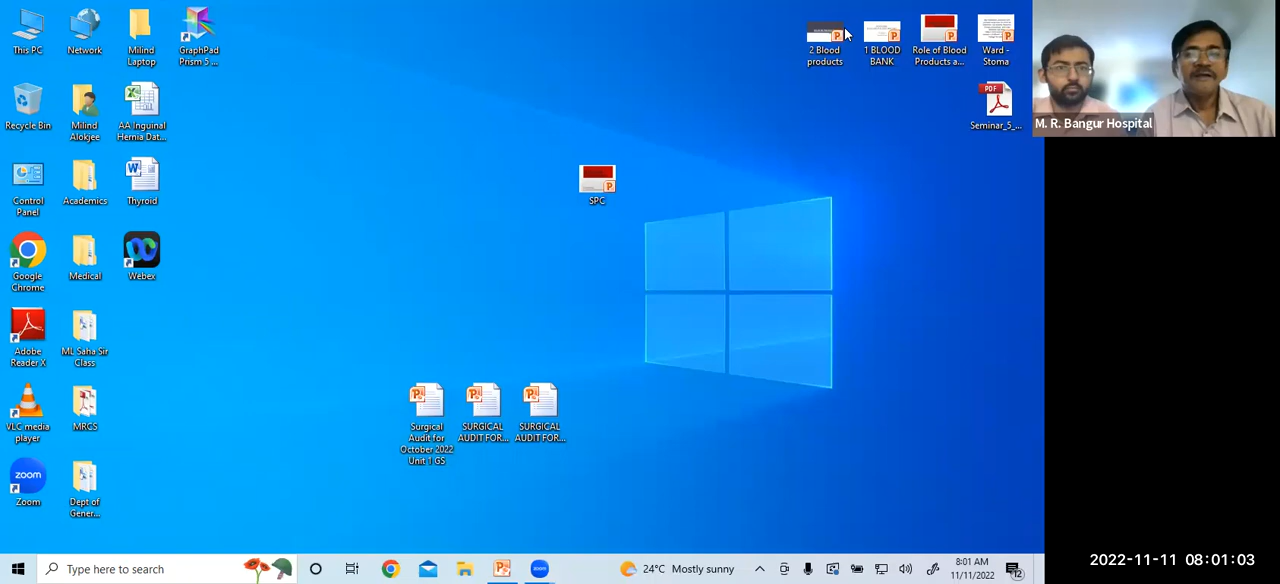 This PC
Network
Milind
Laptop
GraphPad
Prism 5 ...
2 Blood
products
1 BLOOD
BANK
Role of Blood
Products a...
Ward -
Stoma
M. R. Bangur Hospital
Recycle Bin
Milind
Alokjee
AA Inguinal
Hernia Dat...
PDF
Seminar_5_...
Control
Panel
Academics
Thyroid
SPC
Google
Chrome
Medical
Webex
Adobe
Reader X
ML Saha Sir
Class
VLC media
player
MRCS
Surgical
Audit for
October 2022
Unit 1 GS
SURGICAL
AUDIT FOR...
SURGICAL
AUDIT FOR...
zoom
Zoom
Dept of
Gener...
Type here to search
zoom
24°C Mostly sunny
8:01 AM
11/11/2022
12
2022-11-11 08:01:03